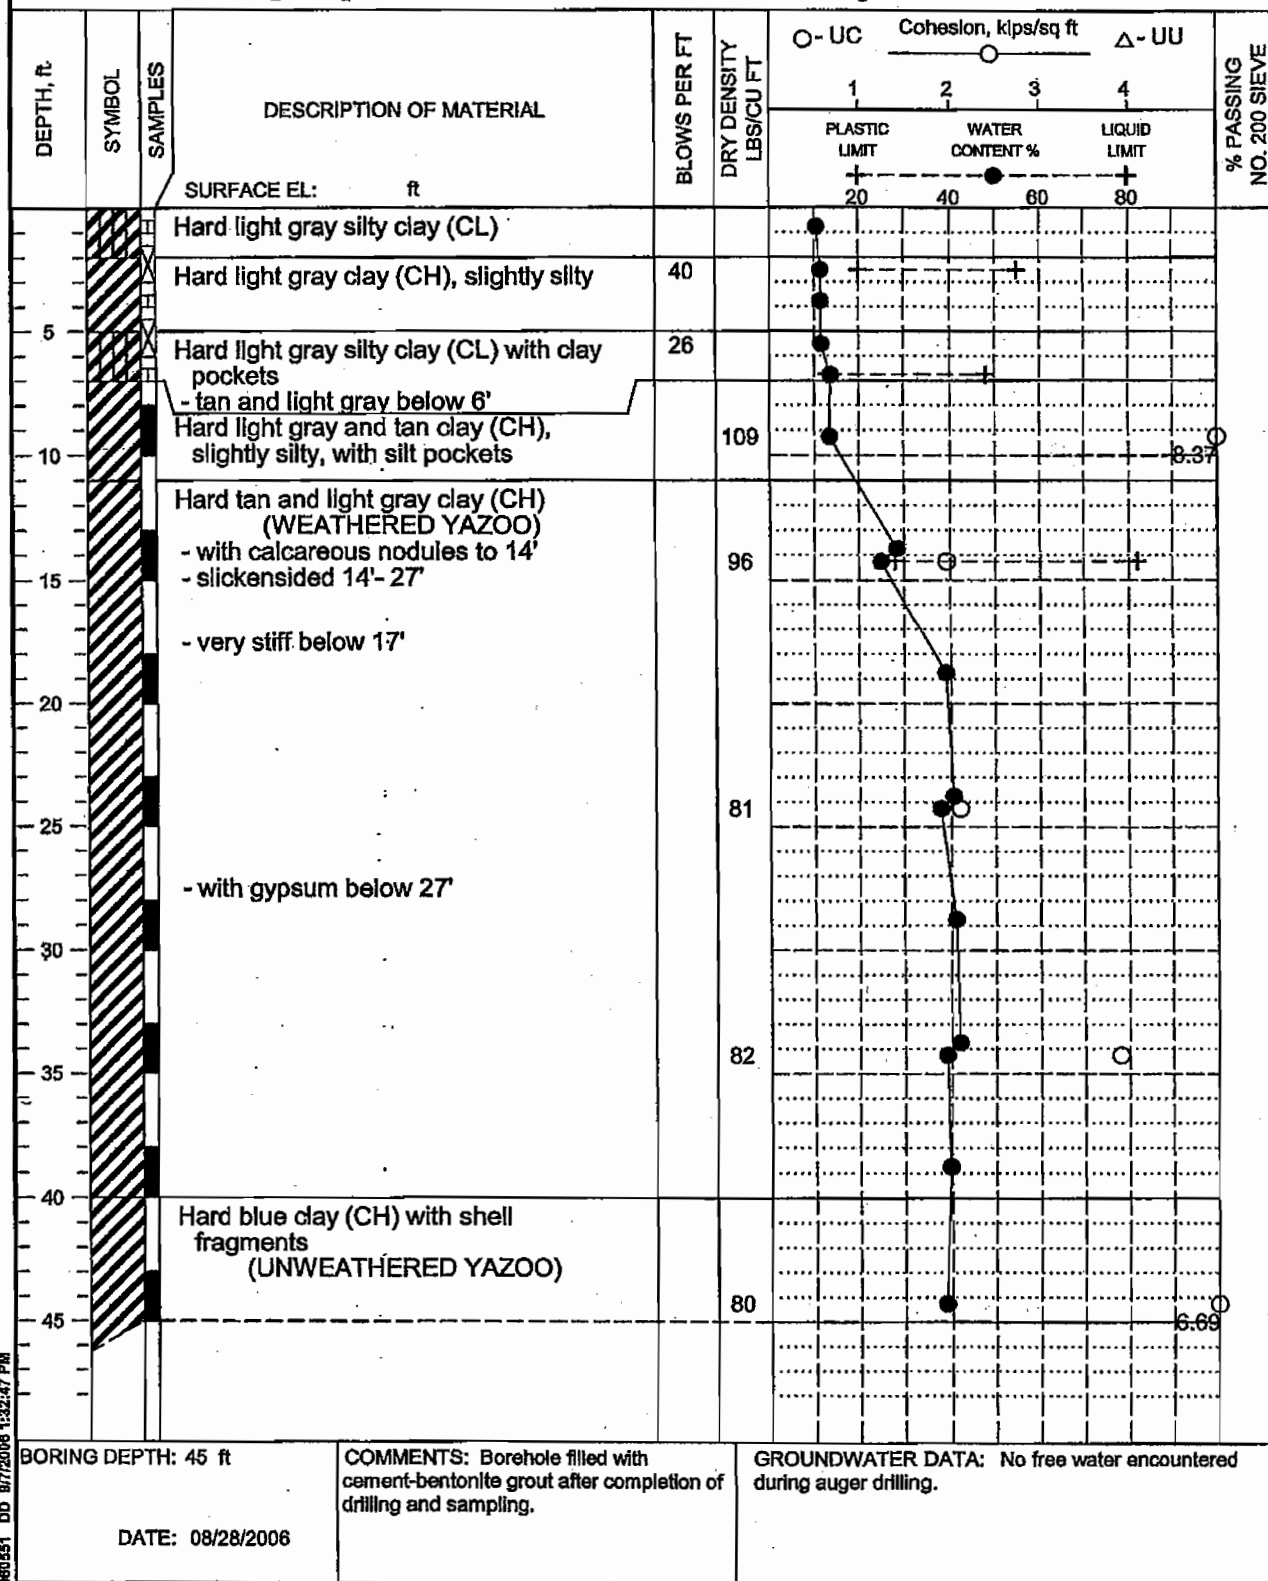 DEPTH, ft.
SYMBOL
SAMPLES
DESCRIPTION OF MATERIAL
SURFACE EL: ft
BLOWS PER FT
DRY DENSITY
LBS/CU FT
O- UC Cohesion, kips/sq ft △- UU
1 2 3 4
PLASTIC LIMIT
WATER CONTENT %
LIQUID LIMIT
20 40 60 80
% PASSING
NO. 200 SIEVE
Hard light gray silty clay (CL)
Hard light gray clay (CH), slightly silty
40
5
Hard light gray silty clay (CL) with clay
pockets
- tan and light gray below 6'
26
Hard light gray and tan clay (CH),
slightly silty, with silt pockets
109
8.37
10
Hard tan and light gray clay (CH)
(WEATHERED YAZOO)
- with calcareous nodules to 14'
- slickensided 14'- 27'
96
15
- very stiff below 17'
20
81
25
- with gypsum below 27'
30
82
35
40
Hard blue clay (CH) with shell
fragments
(UNWEATHERED YAZOO)
80
45
6.69
BORING DEPTH: 45 ft
DATE: 08/28/2006
COMMENTS: Borehole filled with
cement-bentonite grout after completion of
drilling and sampling.
GROUNDWATER DATA: No free water encountered
during auger drilling.
DD 9/7/2006 1:32:47 PM